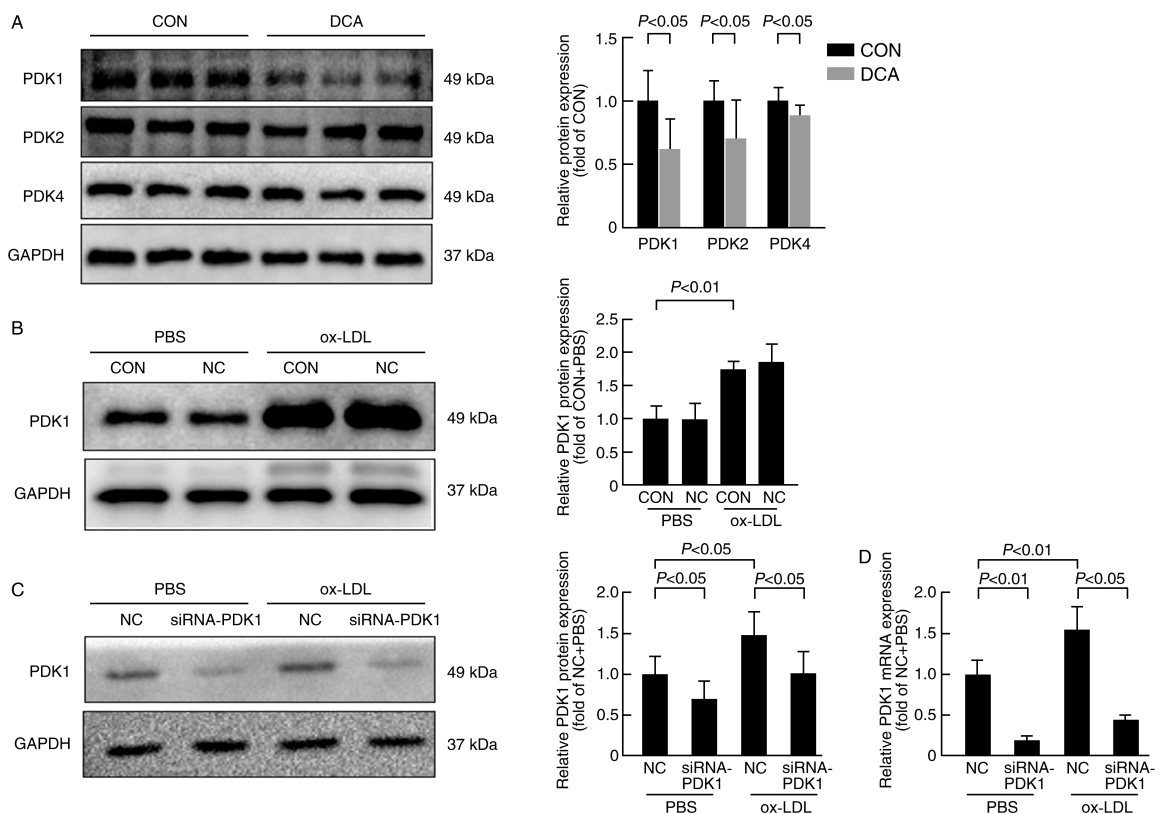 A
CON DCA
PDK1 49 kDa
PDK2 49 kDa
PDK4 49 kDa
GAPDH 37 kDa
P<0.05 P<0.05 P<0.05
Relative protein expression
(fold of CON)
1.5
1.0
0.5
0
PDK1 PDK2 PDK4
CON
DCA
B
PBS ox-LDL
CON NC CON NC
PDK1 49 kDa
GAPDH 37 kDa
P<0.01
Relative PDK1 protein expression
(fold of CON+PBS)
2.5
2.0
1.5
1.0
0.5
0
CON NC CON NC
PBS ox-LDL
C
PBS ox-LDL
NC siRNA-PDK1 NC siRNA-PDK1
PDK1 49 kDa
GAPDH 37 kDa
P<0.05
P<0.05 P<0.05
Relative PDK1 protein expression
(fold of NC+PBS)
2.0
1.5
1.0
0.5
0
NC siRNA- NC siRNA-
PDK1 PDK1
PBS ox-LDL
D
P<0.01
P<0.01 P<0.05
Relative PDK1 mRNA expression
(fold of NC+PBS)
2.0
1.5
1.0
0.5
0
NC siRNA- NC siRNA-
PDK1 PDK1
PBS ox-LDL